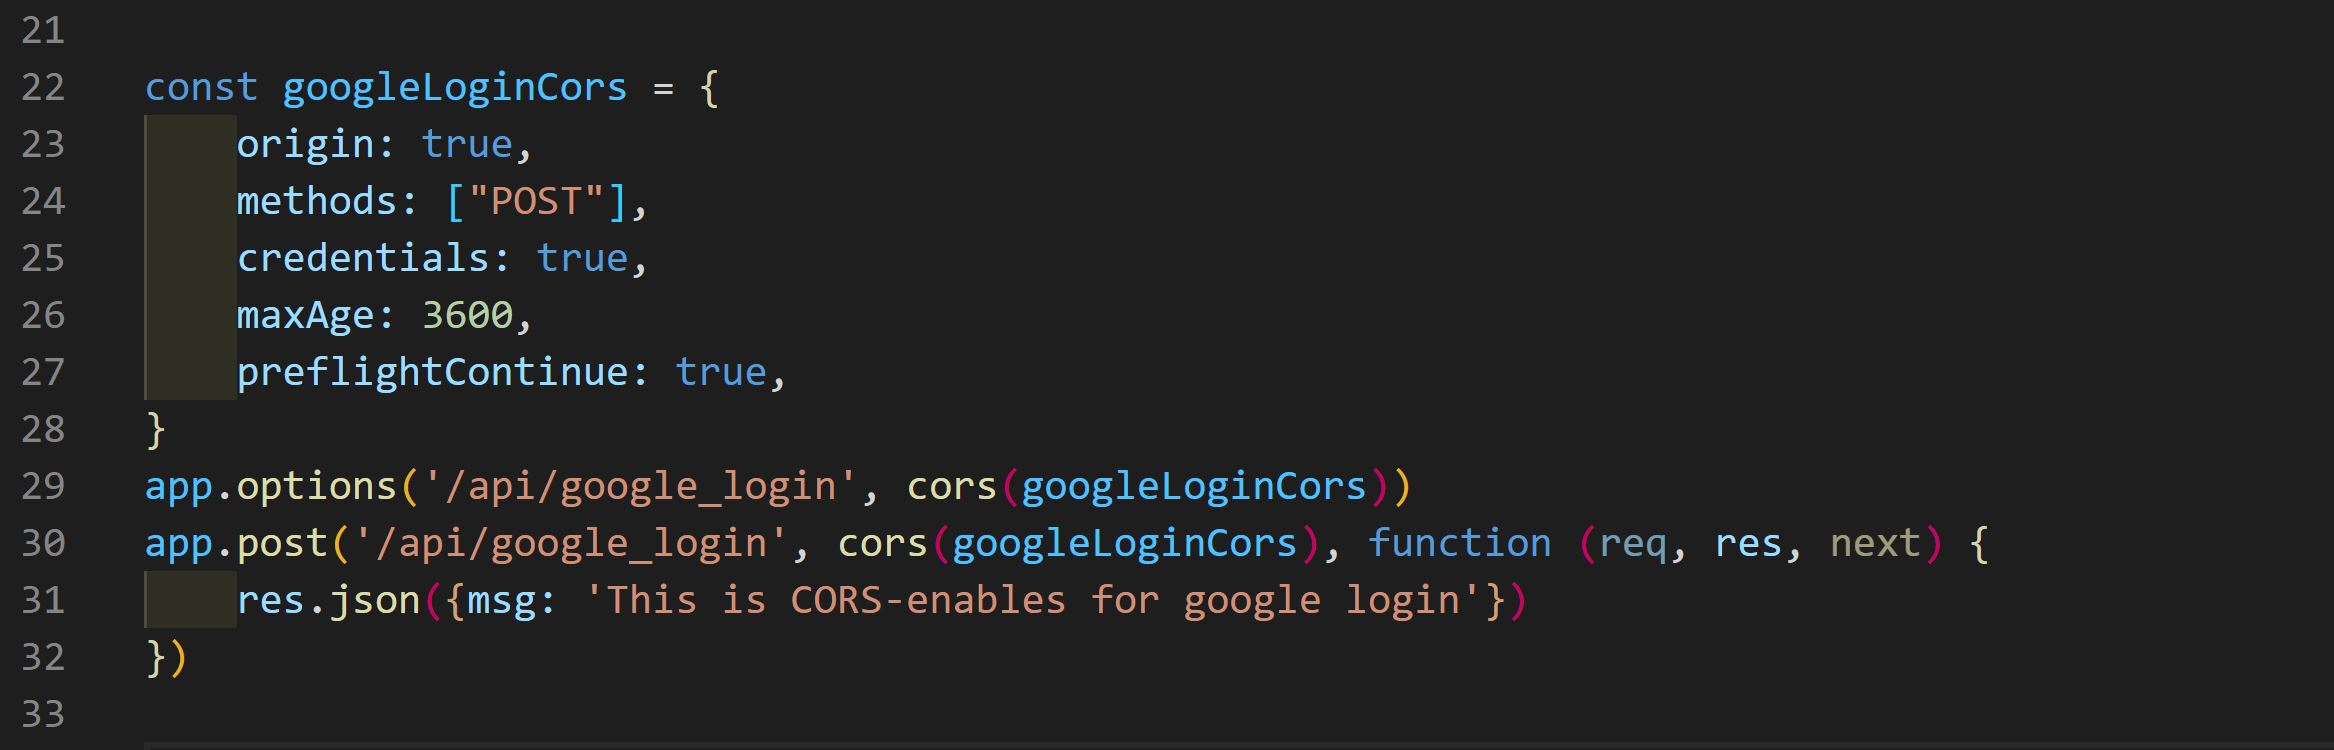 21
22 const googleLoginCors = {
23     origin: true,
24     methods: ["POST"],
25     credentials: true,
26     maxAge: 3600,
27     preflightContinue: true,
28 }
29 app.options('/api/google_login', cors(googleLoginCors))
30 app.post('/api/google_login', cors(googleLoginCors), function (req, res, next) {
31     res.json({msg: 'This is CORS-enables for google login'})
32 })
33